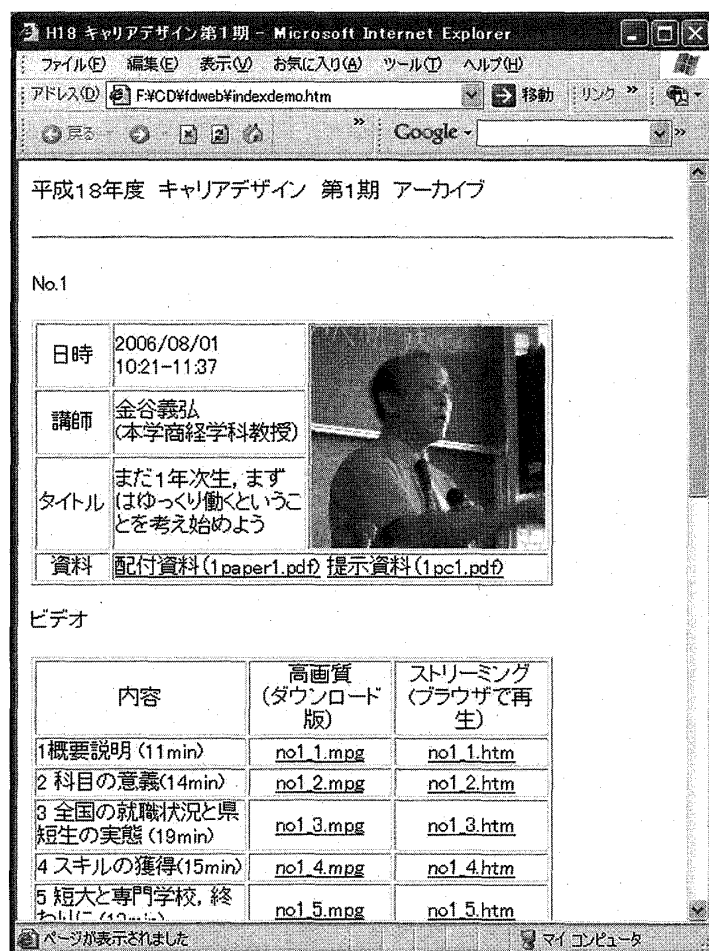 H18 キャリアデザイン第1期 - Microsoft Internet Explorer
ファイル(F) 編集(E) 表示(V) お気に入り(A) ツール(T) ヘルプ(H)
アドレス(D) F:¥CD¥fdweb¥indexdemo.htm 移動 リンク »
戻る » Google »
平成18年度 キャリアデザイン 第1期 アーカイブ
No.1
日時 2006/08/01
10:21-11:37
講師 金谷義弘
(本学商経学科教授)
タイトル まだ1年次生, まず
はゆっくり働くというこ
とを考え始めよう
資料 配付資料(1paper1.pdf) 提示資料(1pc1.pdf)
ビデオ
内容 高画質
(ダウンロード
版) ストリーミング
(ブラウザで再
生)
1概要説明 (11min) no1_1.mpg no1_1.htm
2 科目の意義(14min) no1_2.mpg no1_2.htm
3 全国の就職状況と県
短生の実態 (19min) no1_3.mpg no1_3.htm
4 スキルの獲得(15min) no1_4.mpg no1_4.htm
5 短大と専門学校, 終 no1_5.mpg no1_5.htm
ページが表示されました マイ コンピュータ